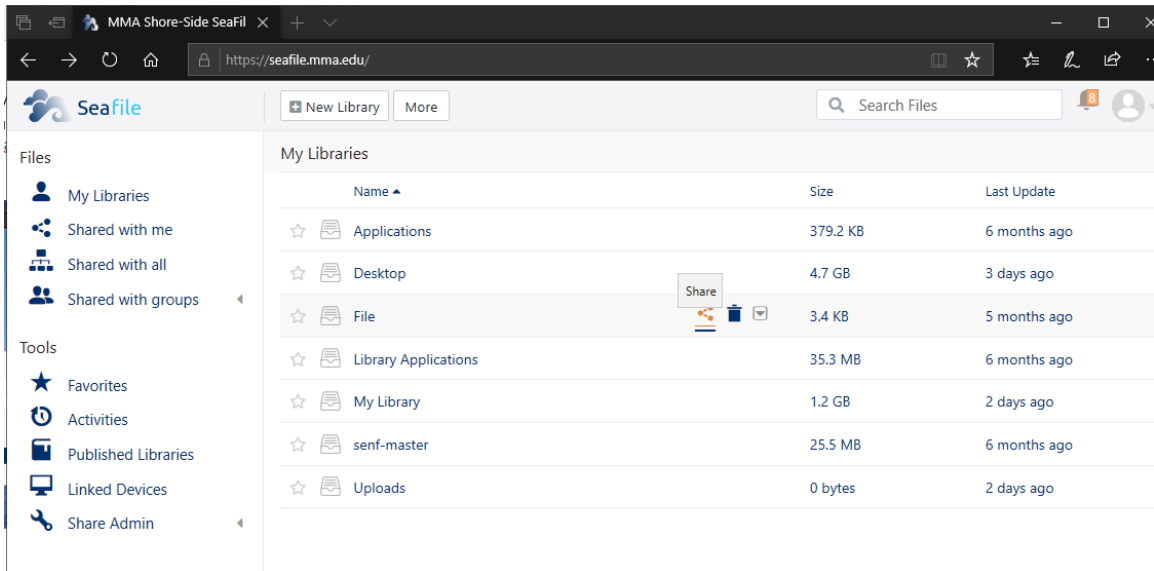 MMA Shore-Side SeaFil
https://seafile.mma.edu/
Seafile
New Library
More
Search Files
8
Files
My Libraries
Shared with me
Shared with all
Shared with groups
Tools
Favorites
Activities
Published Libraries
Linked Devices
Share Admin
My Libraries
Name Size Last Update
Applications 379.2 KB 6 months ago
Desktop 4.7 GB 3 days ago
Share
File 3.4 KB 5 months ago
Library Applications 35.3 MB 6 months ago
My Library 1.2 GB 2 days ago
senf-master 25.5 MB 6 months ago
Uploads 0 bytes 2 days ago